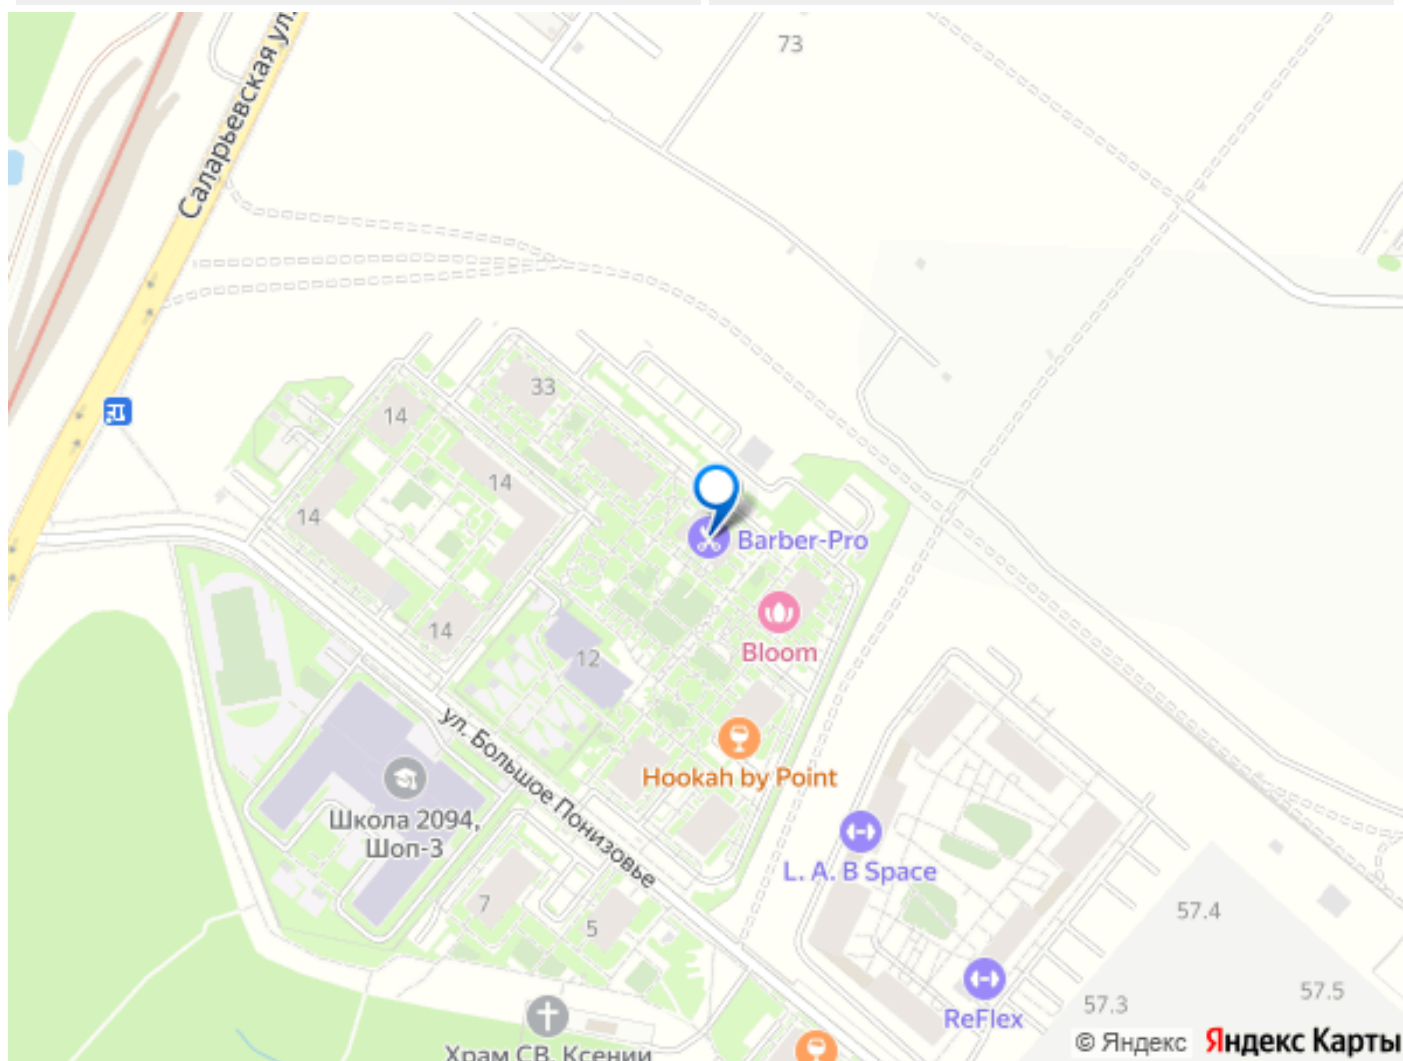 73
Саларьевская ул.
33
14
14
14
Barber-Pro
14
12
Bloom
ул. Большое Понизовье
Hookah by Point
Школа 2094,
Шоп-3
L. A. B Space
7
5
57.4
57.5
57.3
ReFlex
Храм СВ. Ксении
© Яндекс Яндекс Карты